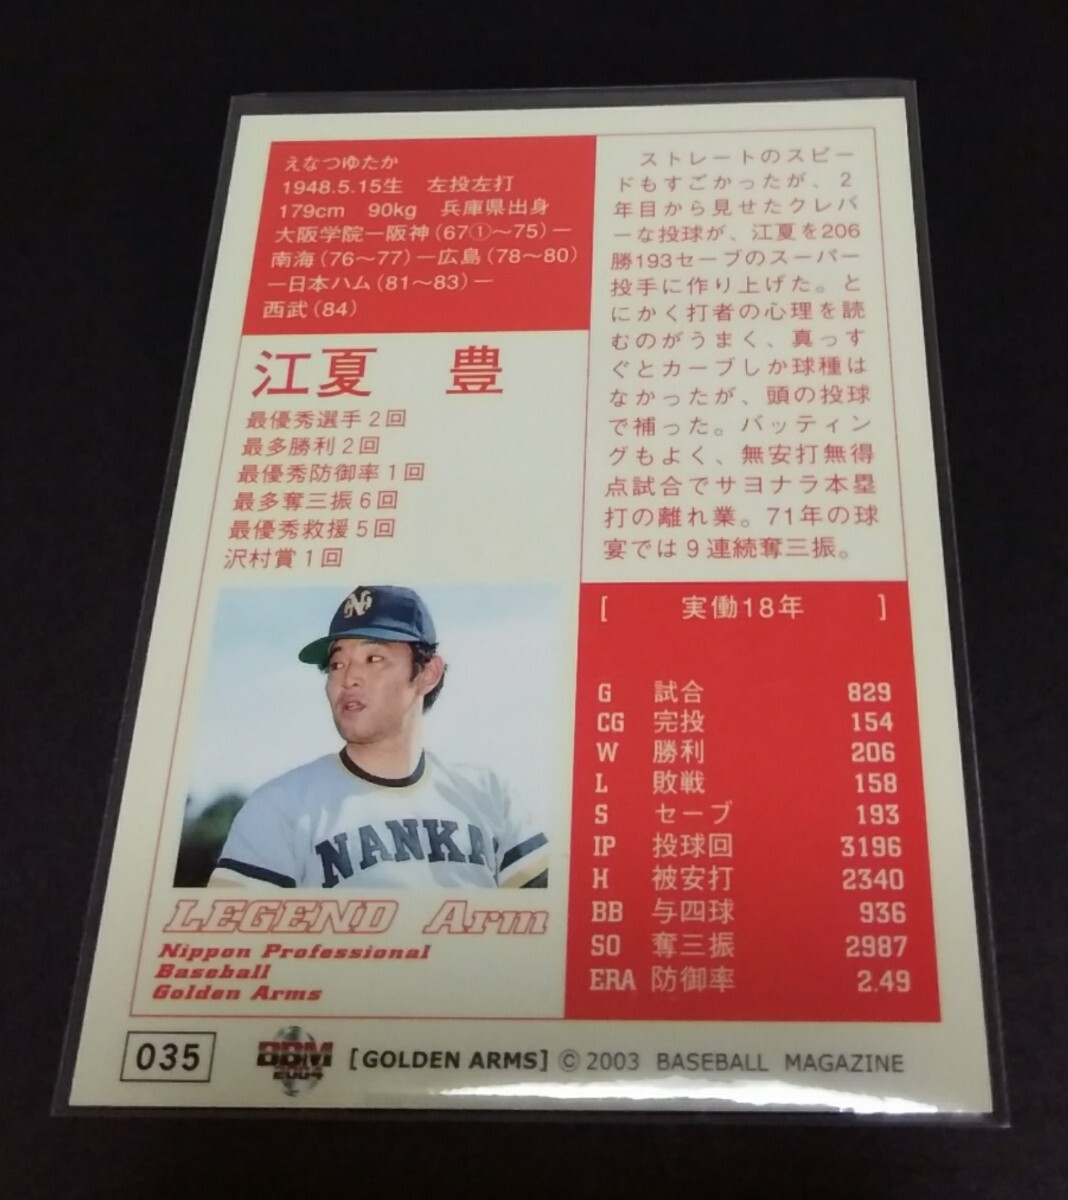 えなつゆたか
1948.5.15生　左投左打
179cm　90kg　兵庫県出身
大阪学院ー阪神(67①〜75)ー
南海(76〜77)ー広島(78〜80)
ー日本ハム(81〜83)ー
西武(84)
江夏　豊
最優秀選手2回
最多勝利2回
最優秀防御率1回
最多奪三振6回
最優秀救援5回
沢村賞1回
ストレートのスピー
ドもすごかったが、2
年目から見せたクレバ
ーな投球が、江夏を206
勝193セーブのスーパー
投手に作り上げた。と
にかく打者の心理を読
むのがうまく、真っす
ぐとカーブしか球種は
なかったが、頭の投球
で補った。バッティン
グもよく、無安打無得
点試合でサヨナラ本塁
打の離れ業。71年の球
宴では9連続奪三振。
N
NANKA
LEGEND Arm
Nippon Professional
Baseball
Golden Arms
[　実働18年　]
G 試合 829
CG 完投 154
W 勝利 206
L 敗戦 158
S セーブ 193
IP 投球回 3196
H 被安打 2340
BB 与四球 936
SO 奪三振 2987
ERA 防御率 2.49
035
BBM
2004
[GOLDEN ARMS] © 2003 BASEBALL MAGAZINE